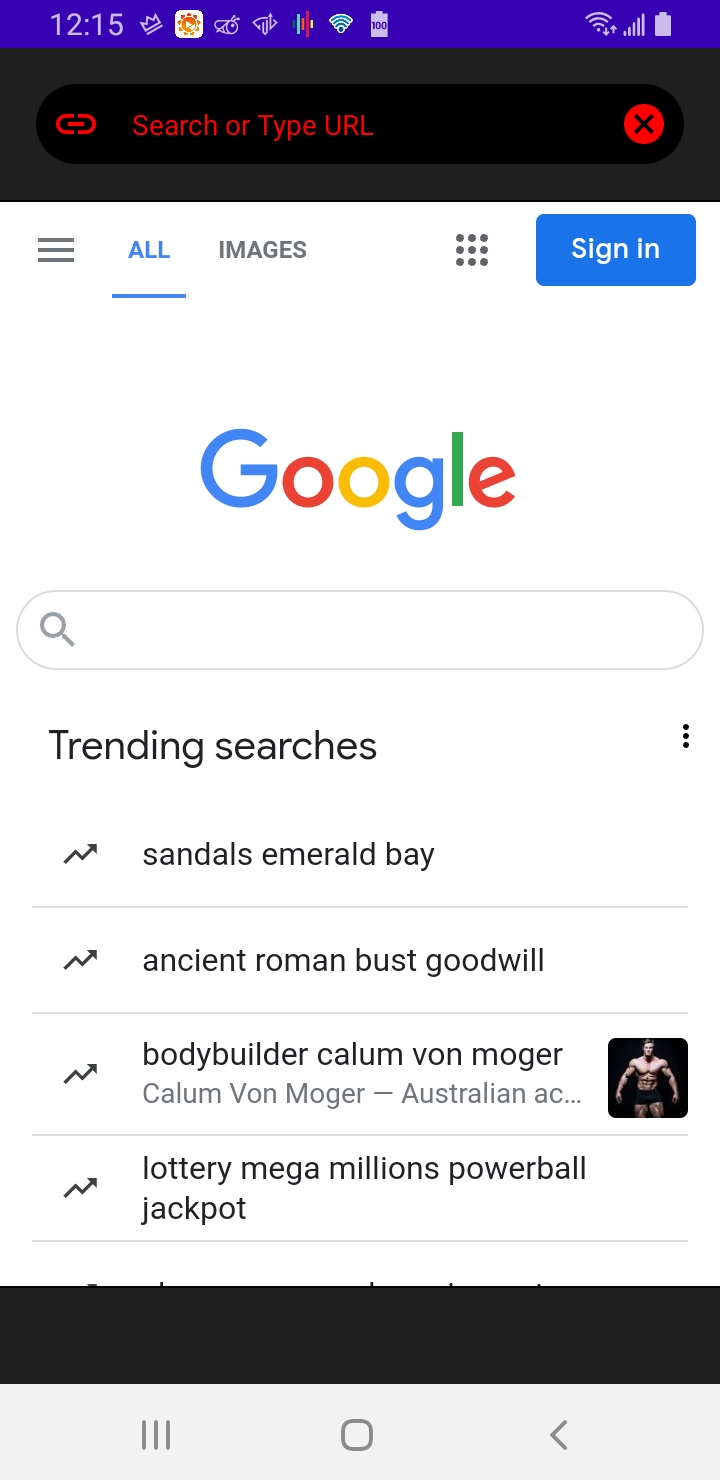 12:15
100
Search or Type URL
ALL IMAGES
Sign in
Google
Trending searches
sandals emerald bay
ancient roman bust goodwill
bodybuilder calum von moger
Calum Von Moger — Australian ac...
lottery mega millions powerball
jackpot